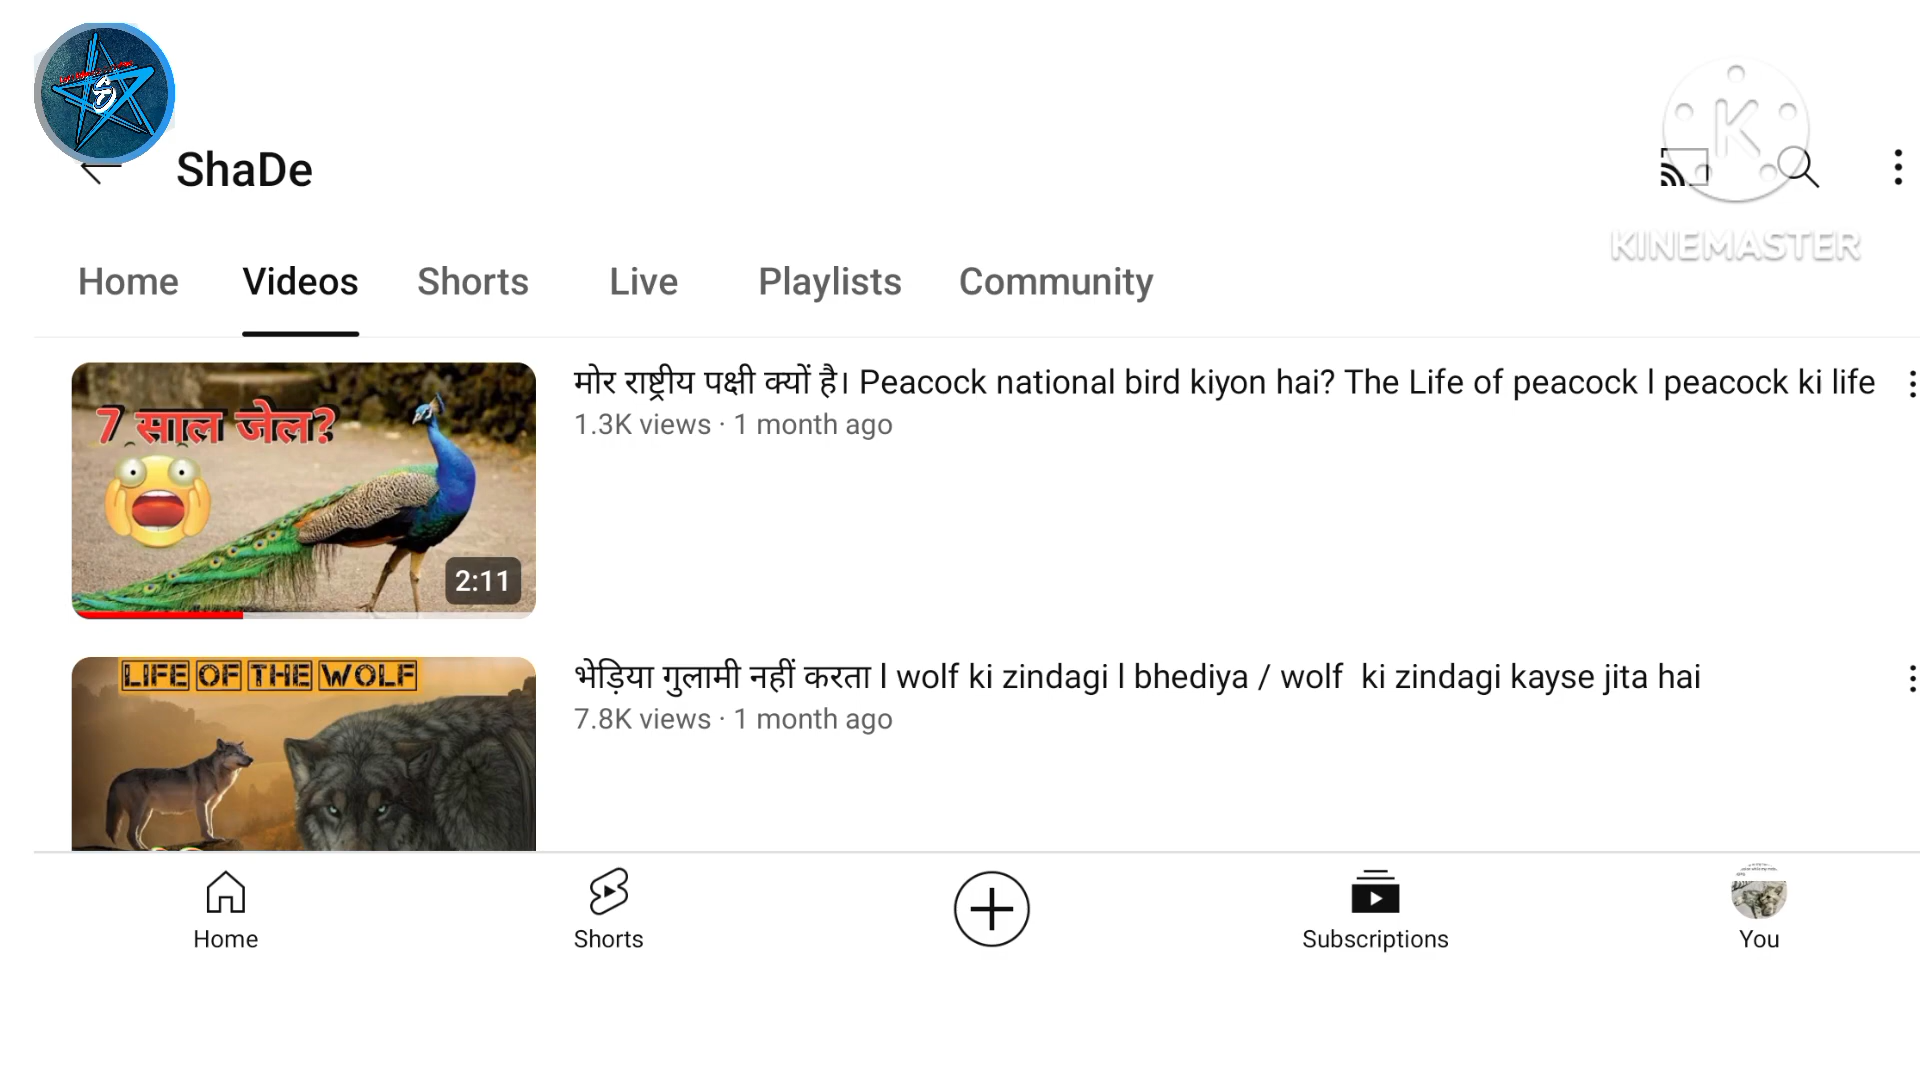 ShaDe
KINEMASTER
Home Videos Shorts Live Playlists Community
7 साल जेल?
2:11
मोर राष्ट्रीय पक्षी क्यों है। Peacock national bird kiyon hai? The Life of peacock l peacock ki life
1.3K views · 1 month ago
LIFE OF THE WOLF
भेड़िया गुलामी नहीं करता l wolf ki zindagi l bhediya / wolf ki zindagi kayse jita hai
7.8K views · 1 month ago
Home Shorts Subscriptions You